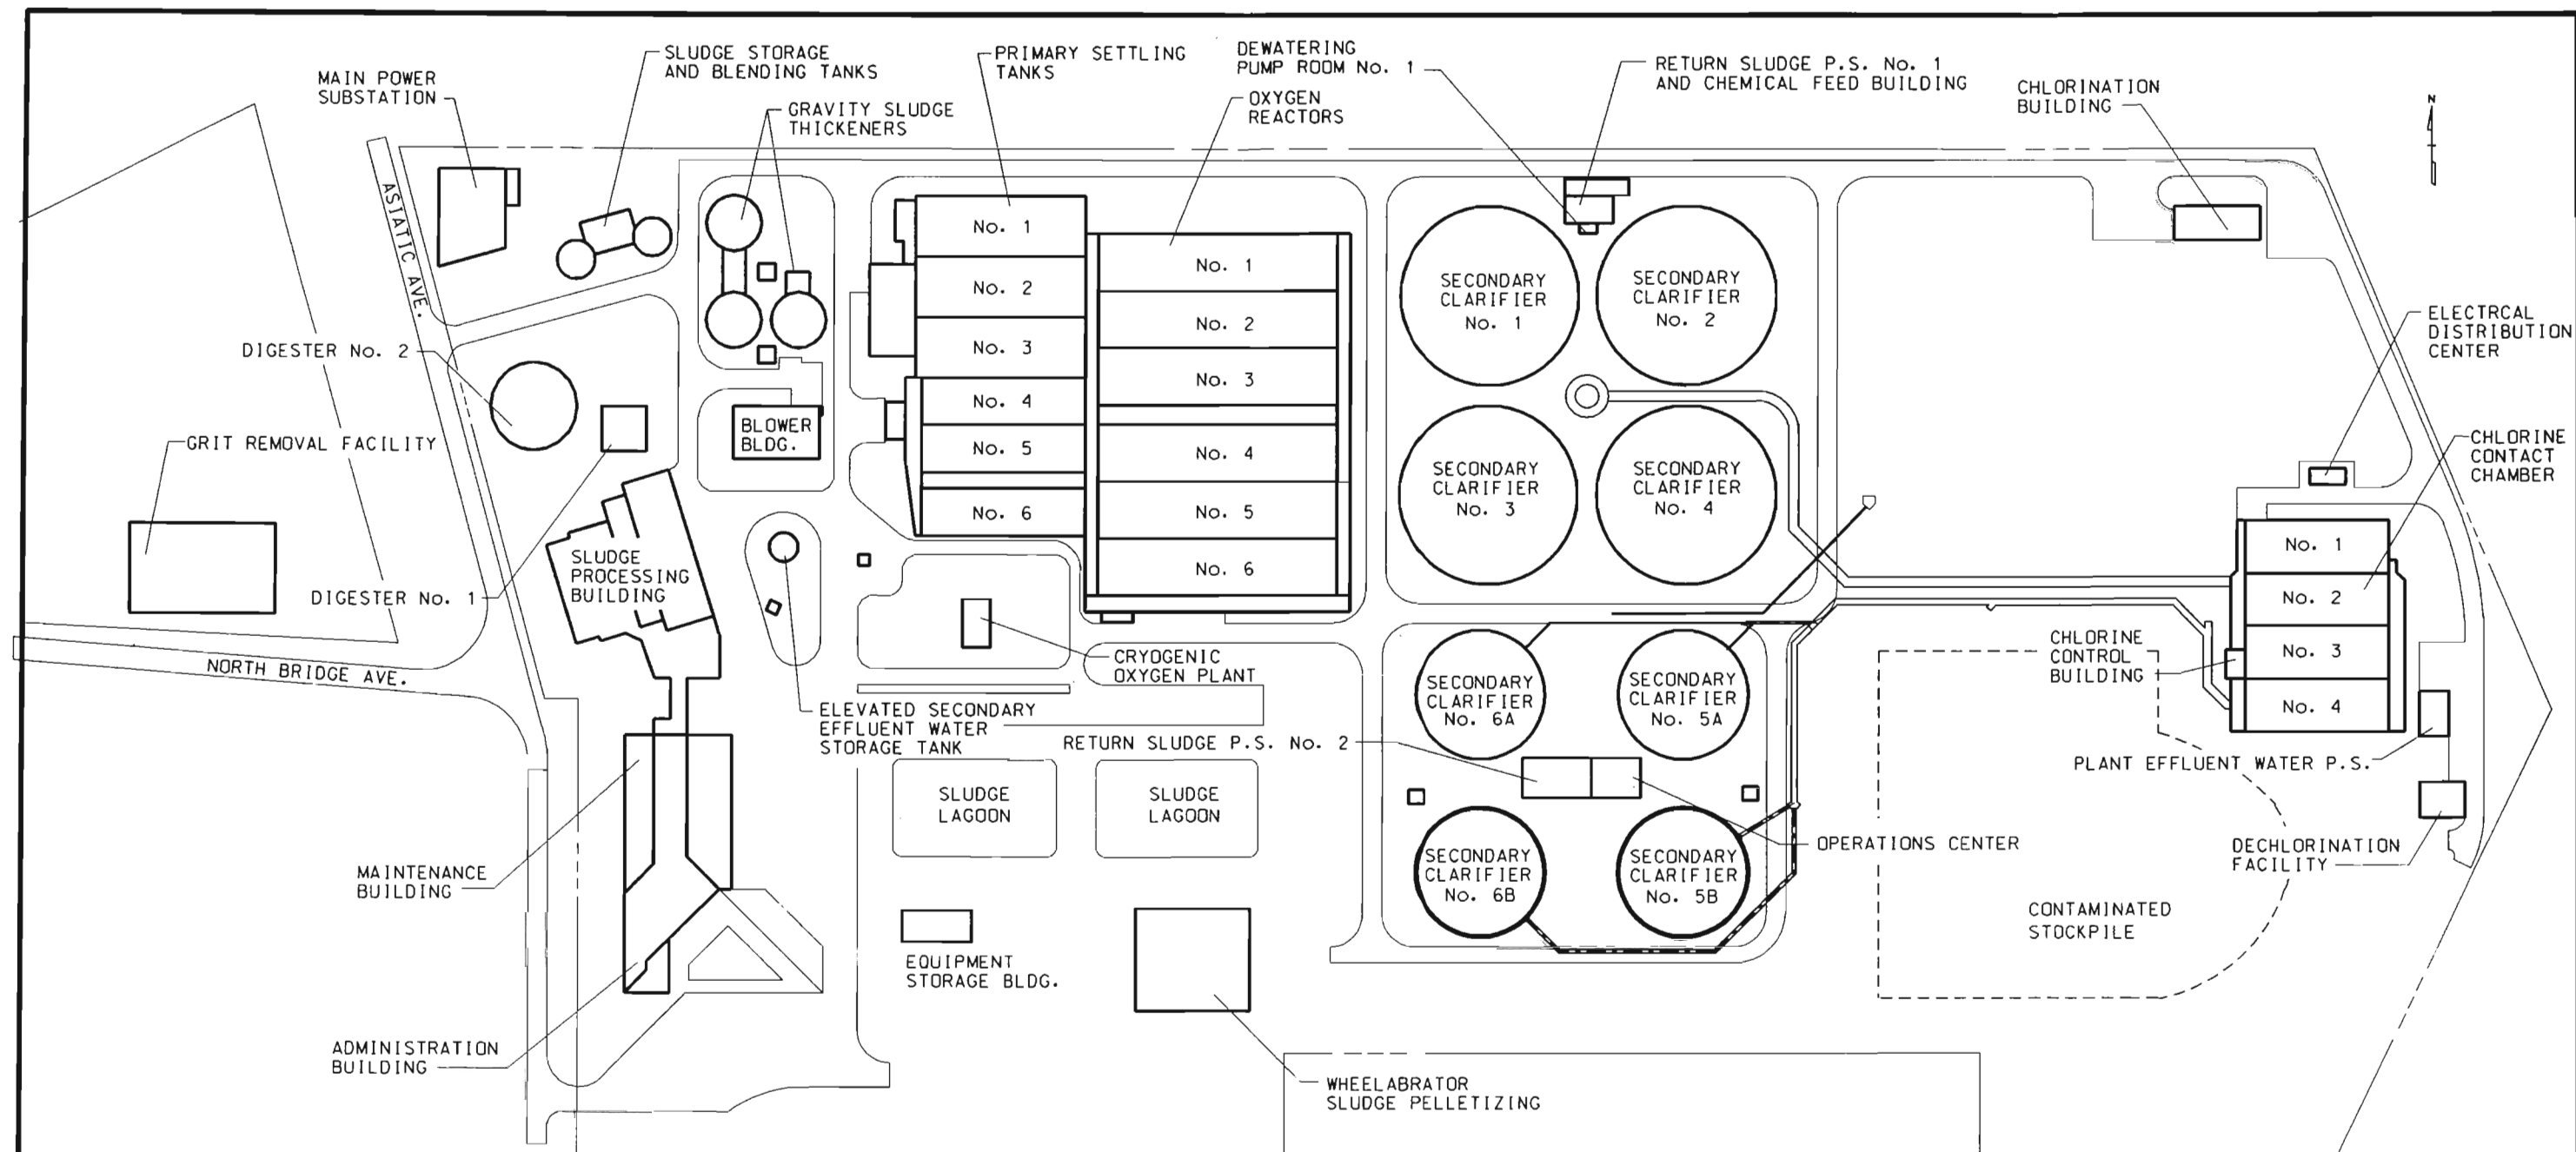 MAIN POWER
SUBSTATION
SLUDGE STORAGE
AND BLENDING TANKS
GRAVITY SLUDGE
THICKENERS
PRIMARY SETTLING
TANKS
DEWATERING
PUMP ROOM No. 1
OXYGEN
REACTORS
RETURN SLUDGE P.S. No. 1
AND CHEMICAL FEED BUILDING
CHLORINATION
BUILDING
N
ASIATIC AVE.
No. 1
No. 2
No. 3
No. 4
No. 5
No. 6
No. 1
No. 2
No. 3
No. 4
No. 5
No. 6
SECONDARY
CLARIFIER
No. 1
SECONDARY
CLARIFIER
No. 2
SECONDARY
CLARIFIER
No. 3
SECONDARY
CLARIFIER
No. 4
ELECTRCAL
DISTRIBUTION
CENTER
CHLORINE
CONTACT
CHAMBER
DIGESTER No. 2
GRIT REMOVAL FACILITY
BLOWER
BLDG.
SLUDGE
PROCESSING
BUILDING
DIGESTER No. 1
NORTH BRIDGE AVE.
CRYOGENIC
OXYGEN PLANT
ELEVATED SECONDARY
EFFLUENT WATER
STORAGE TANK
RETURN SLUDGE P.S. No. 2
SECONDARY
CLARIFIER
No. 6A
SECONDARY
CLARIFIER
No. 5A
No. 1
No. 2
No. 3
No. 4
CHLORINE
CONTROL
BUILDING
PLANT EFFLUENT WATER P.S.
SLUDGE
LAGOON
SLUDGE
LAGOON
SECONDARY
CLARIFIER
No. 6B
SECONDARY
CLARIFIER
No. 5B
OPERATIONS CENTER
DECHLORINATION
FACILITY
MAINTENANCE
BUILDING
CONTAMINATED
STOCKPILE
EQUIPMENT
STORAGE BLDG.
ADMINISTRATION
BUILDING
WHEELABRATOR
SLUDGE PELLETIZING